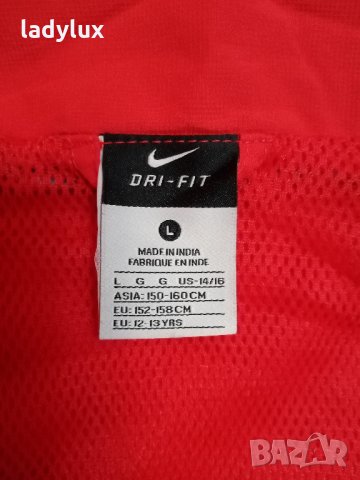 ladylux
DRI-FIT
L
MADE IN INDIA
FABRIQUE EN INDE
L G G US-14/16
ASIA: 150-160CM
EU: 152-158CM
EU: 12-13YRS
BAZAR